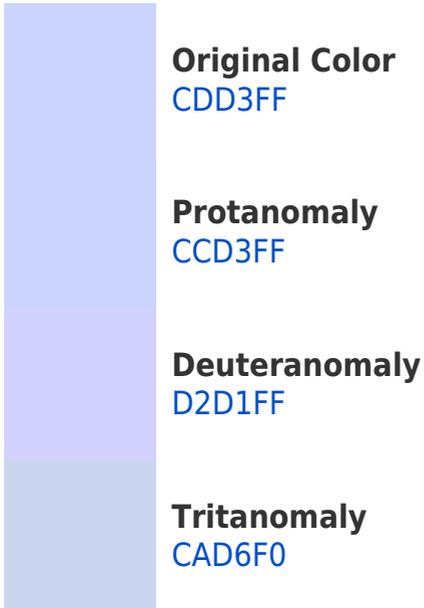 Original Color
CDD3FF
Protanomaly
CCD3FF
Deuteranomaly
D2D1FF
Tritanomaly
CAD6F0